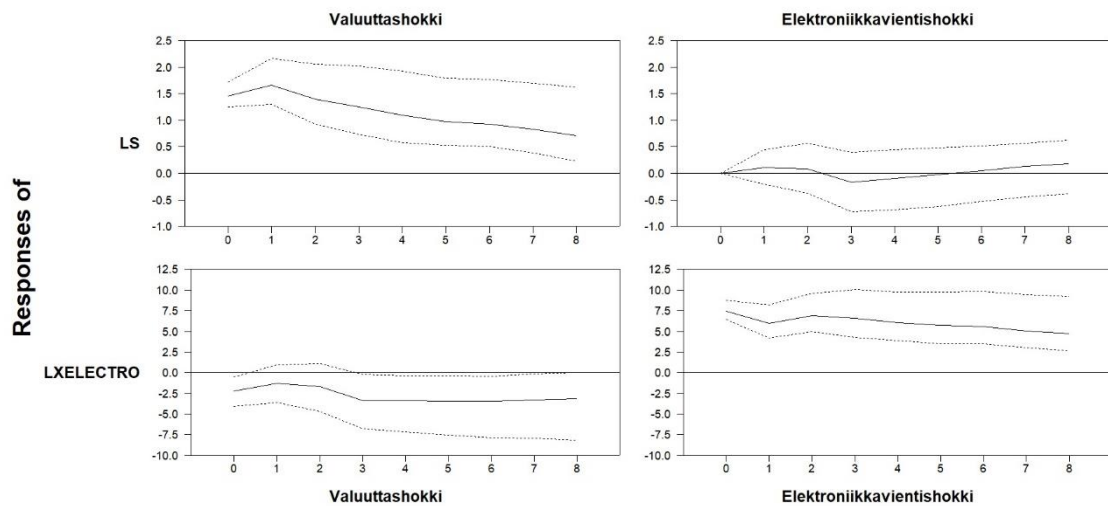 Valuuttashokki Elektroniikkavientishokki
2.5 2.5
2.0 2.0
1.5 1.5
1.0 1.0
LS
0.5 0.5
0.0 0.0
-0.5 -0.5
-1.0 -1.0
0 1 2 3 4 5 6 7 8 0 1 2 3 4 5 6 7 8
Responses of
12.5 12.5
10.0 10.0
7.5 7.5
5.0 5.0
2.5 2.5
LXELECTRO
0.0 0.0
-2.5 -2.5
-5.0 -5.0
-7.5 -7.5
-10.0 -10.0
0 1 2 3 4 5 6 7 8 0 1 2 3 4 5 6 7 8
Valuuttashokki Elektroniikkavientishokki